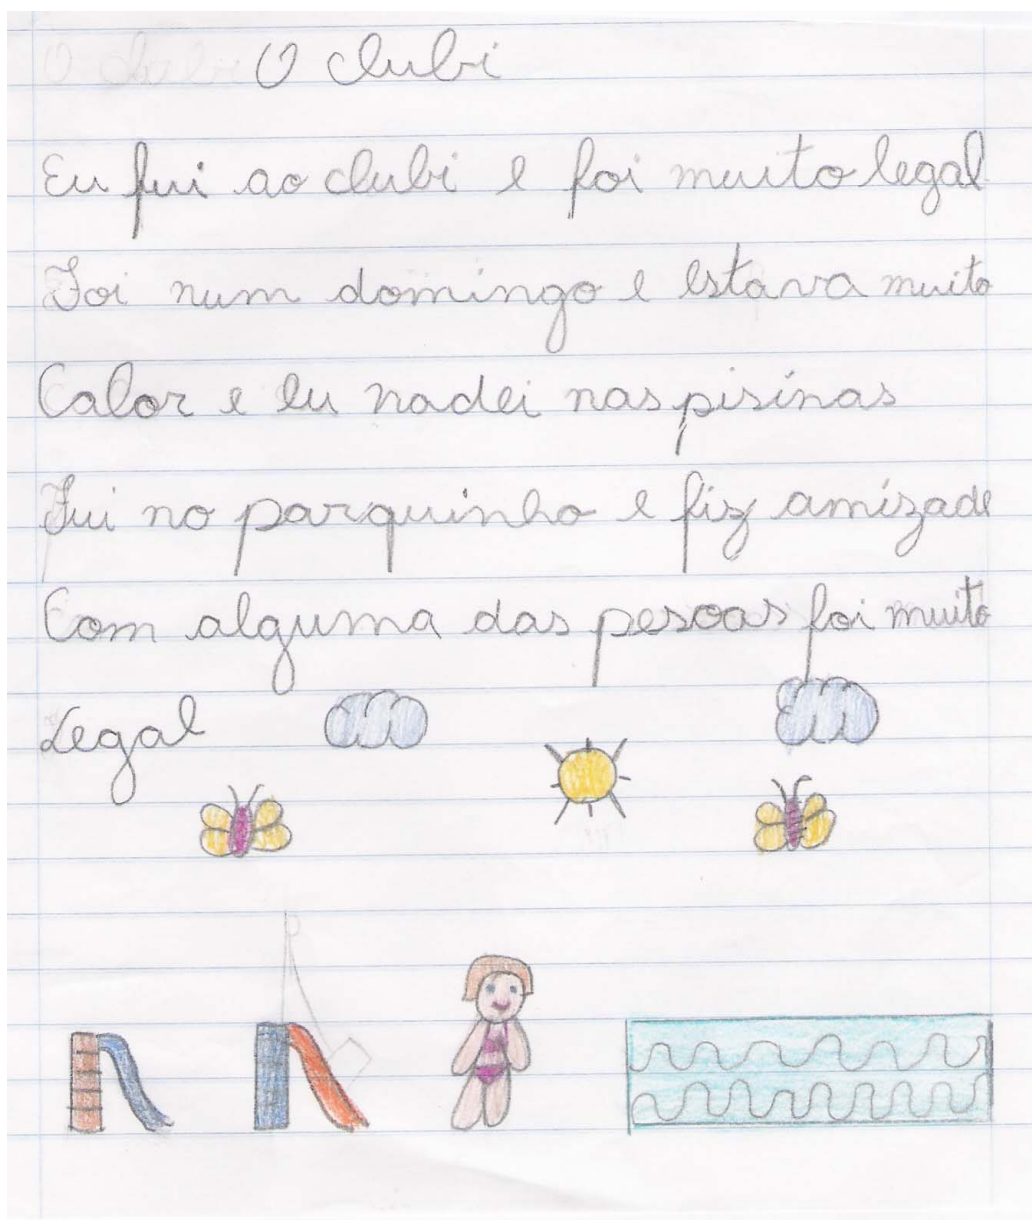 O clubi
Eu fui ao clubi e foi muito legal
Foi num domingo e estava muito
Calor e eu nadei nas pisinas
Fui no parquinho e fiz amizade
Com alguma das pesoas foi muito
Legal